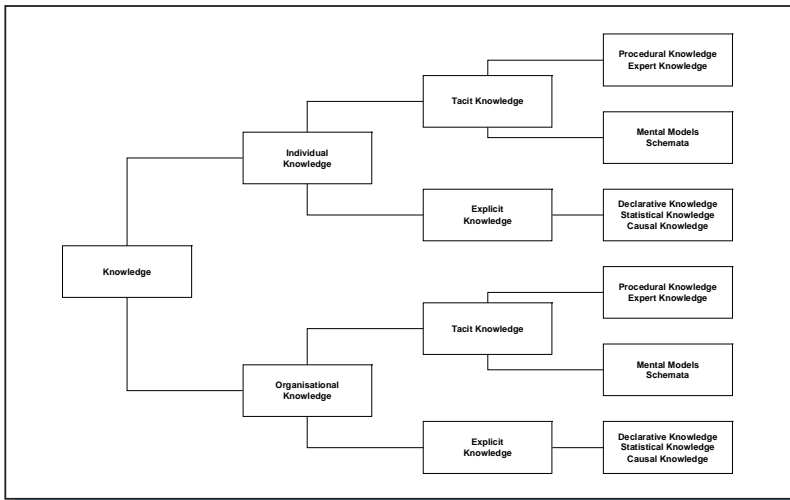 Procedural Knowledge
Expert Knowledge
Tacit Knowledge
Mental Models
Schemata
Individual
Knowledge
Explicit
Knowledge
Declarative Knowledge
Statistical Knowledge
Causal Knowledge
Knowledge
Procedural Knowledge
Expert Knowledge
Tacit Knowledge
Mental Models
Schemata
Organisational
Knowledge
Explicit
Knowledge
Declarative Knowledge
Statistical Knowledge
Causal Knowledge